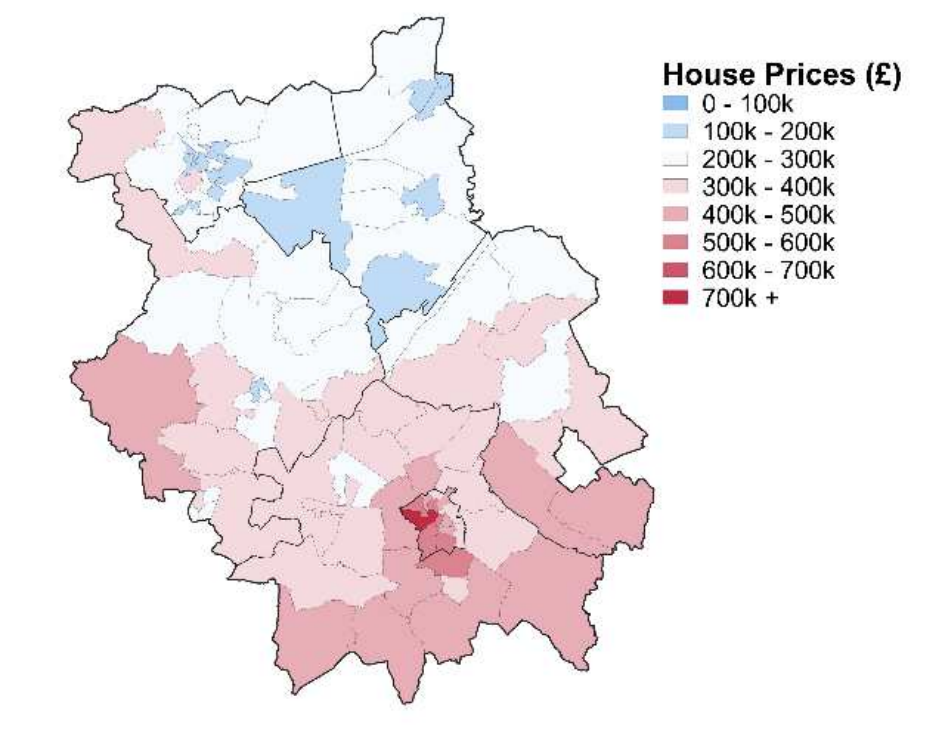 House Prices (£)
0 - 100k
100k - 200k
200k - 300k
300k - 400k
400k - 500k
500k - 600k
600k - 700k
700k +